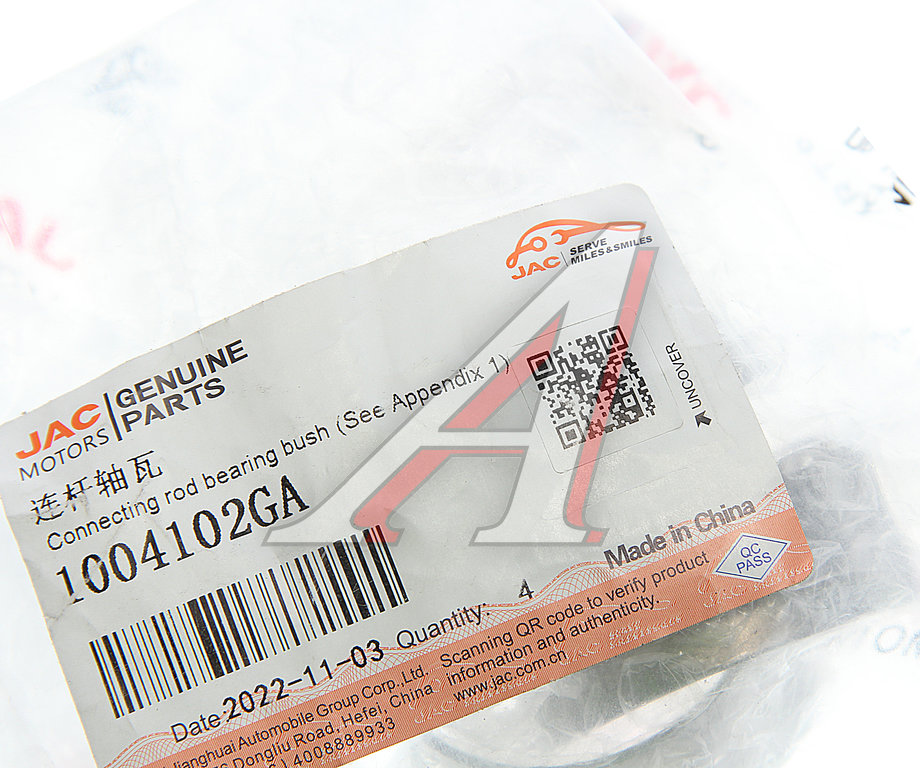 JAC
SERVE
MILES&SMILES
JAC
MOTORS
GENUINE
PARTS
UNCOVER
连杆轴瓦
Connecting rod bearing bush (See Appendix 1)
1004102GA
Made in China
QC
PASS
Date:2022-11-03 Quantity: 4
Scanning QR code to verify product
information and authenticity.
www.jac.com.cn
Jianghuai Automobile Group Corp.,Ltd.
Dongliu Road, Hefei, China
4008889933